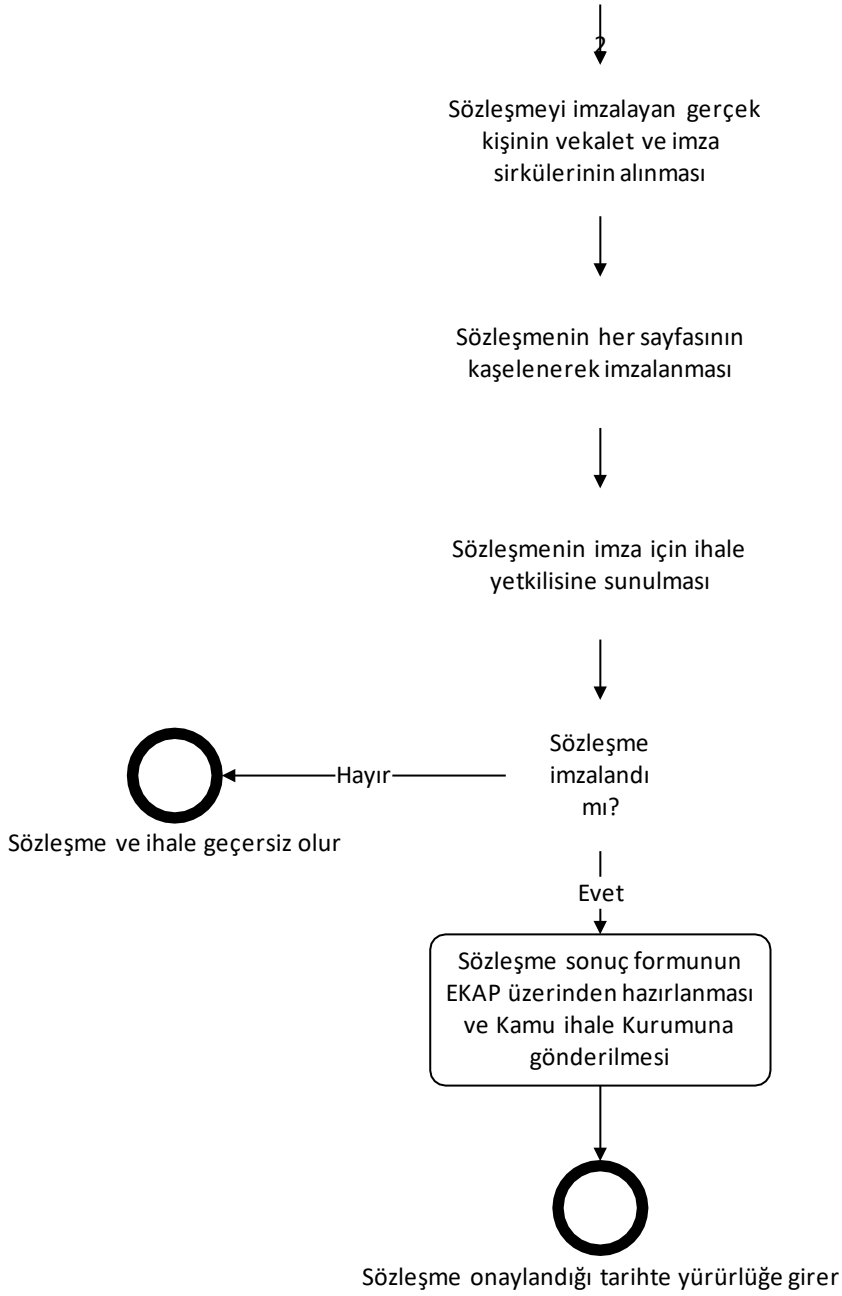 2
Sözleşmeyi imzalayan gerçek
kişinin vekalet ve imza
sirkülerinin alınması
Sözleşmenin her sayfasının
kaşelenerek imzalanması
Sözleşmenin imza için ihale
yetkilisine sunulması
Sözleşme
imzalandı
mı?
Hayır
Sözleşme ve ihale geçersiz olur
Evet
Sözleşme sonuç formunun
EKAP üzerinden hazırlanması
ve Kamu ihale Kurumuna
gönderilmesi
Sözleşme onaylandığı tarihte yürürlüğe girer